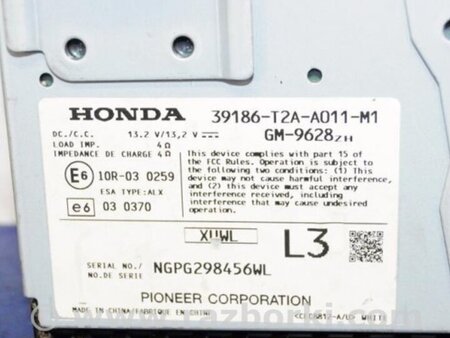 HONDA 39186-T2A-A011-M1
GM-9628ZH
DC./C.C. 13.2 V/13,2 V
LOAD IMP. 4Ω
IMPEDANCE DE CHARGE 4Ω
This device complies with part 15 of
the FCC Rules. Operation is subject to the
following two conditions: (1) This
device may not cause harmful interference,
and (2) this device must accept
any interference received, including
interference that may cause undesired
operation.
E6 10R-03 0259
ESA TYPE:ALX
e6 03 0370
XUWL
L3
SERIAL NO./
NO.DE SERIE NGPG298456WL
PIONEER CORPORATION
MADE IN CHINA/FABRIQUE EN CHINE